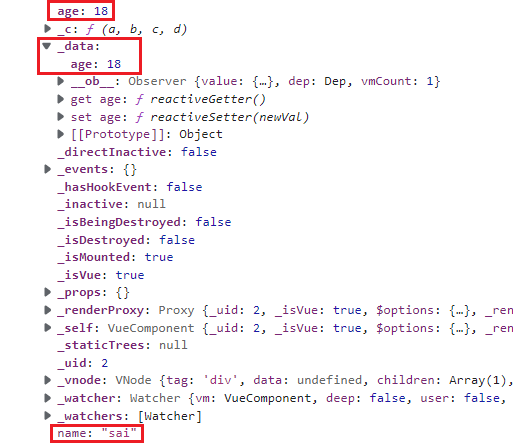 age: 18
▶ _c: ƒ (a, b, c, d)
▼ _data:
age: 18
▶ __ob__: Observer {value: {…}, dep: Dep, vmCount: 1}
▶ get age: ƒ reactiveGetter()
▶ set age: ƒ reactiveSetter(newVal)
▶ [[Prototype]]: Object
_directInactive: false
▶ _events: {}
_hasHookEvent: false
_inactive: null
_isBeingDestroyed: false
_isDestroyed: false
_isMounted: true
_isVue: true
▶ _props: {}
▶ _renderProxy: Proxy {_uid: 2, _isVue: true, $options: {…}, _ren
▶ _self: VueComponent {_uid: 2, _isVue: true, $options: {…}, _ren
_staticTrees: null
_uid: 2
▶ _vnode: VNode {tag: 'div', data: undefined, children: Array(1),
▶ _watcher: Watcher {vm: VueComponent, deep: false, user: false,
▶ _watchers: [Watcher]
name: "sai"